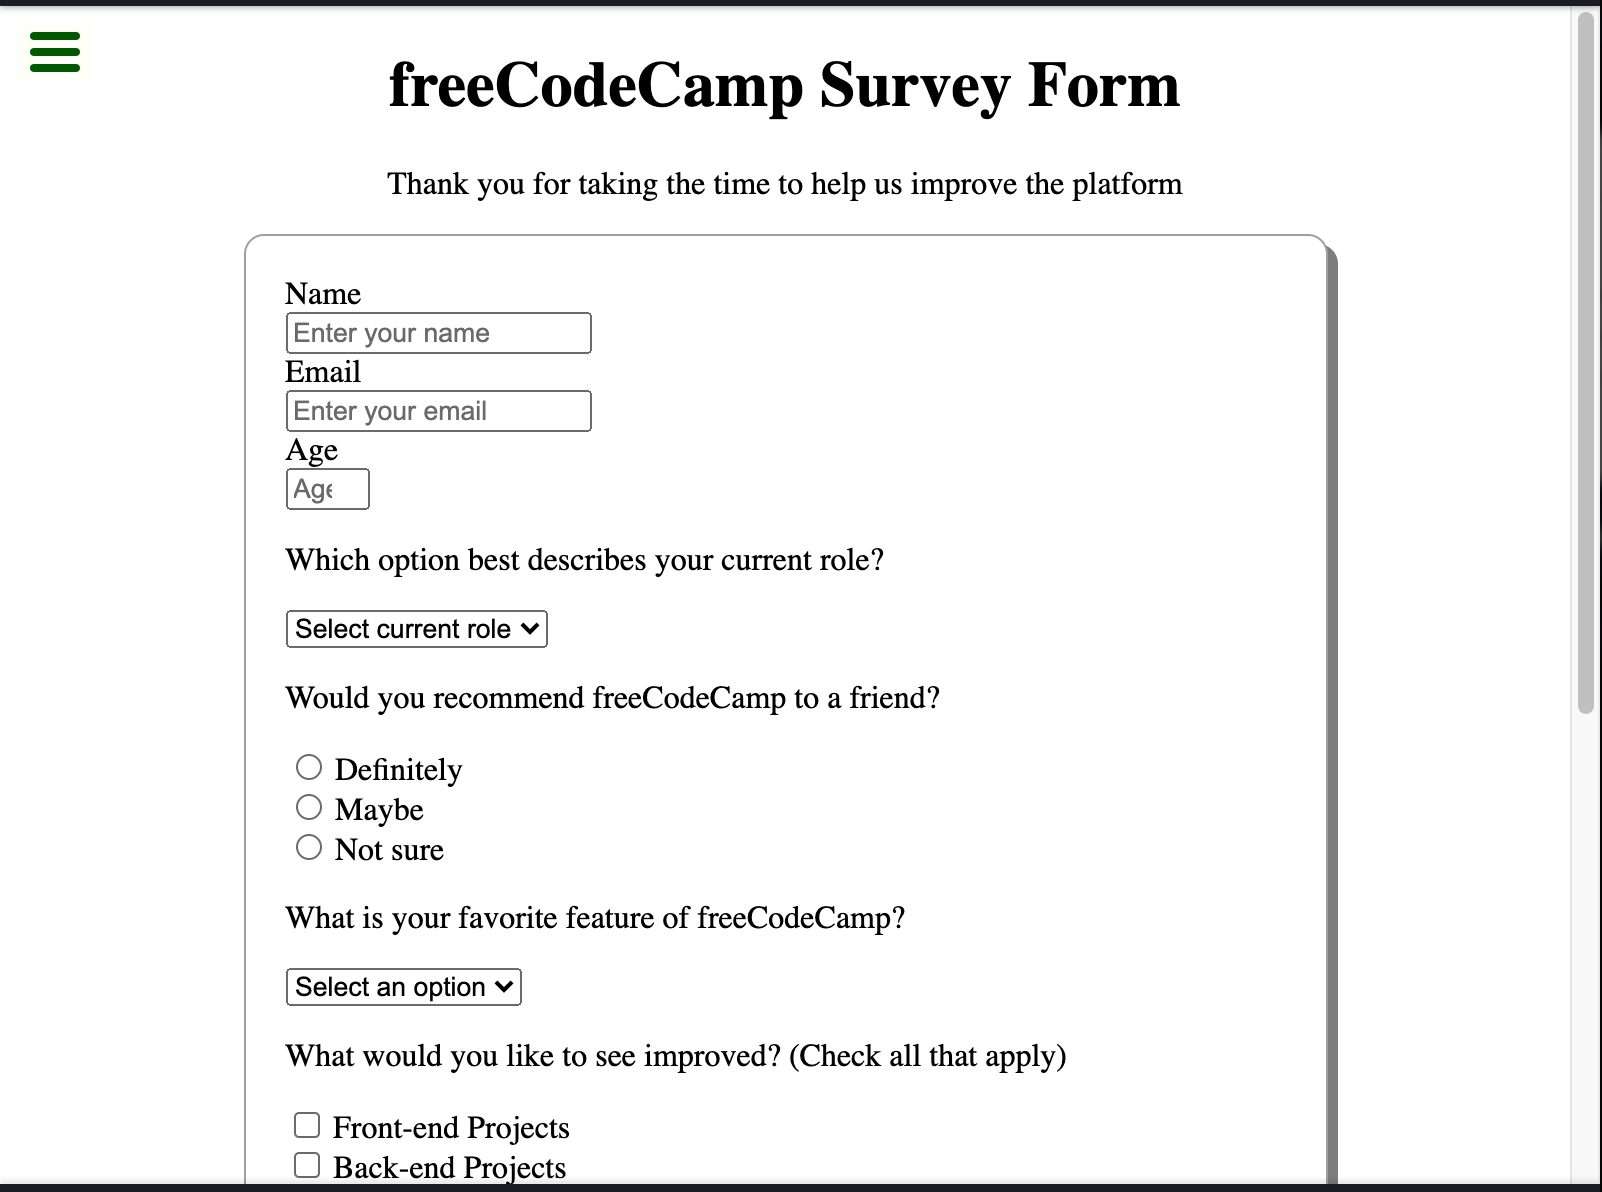 freeCodeCamp Survey Form
Thank you for taking the time to help us improve the platform
Name
Enter your name
Email
Enter your email
Age
Age
Which option best describes your current role?
Select current role
Would you recommend freeCodeCamp to a friend?
Definitely
Maybe
Not sure
What is your favorite feature of freeCodeCamp?
Select an option
What would you like to see improved? (Check all that apply)
Front-end Projects
Back-end Projects